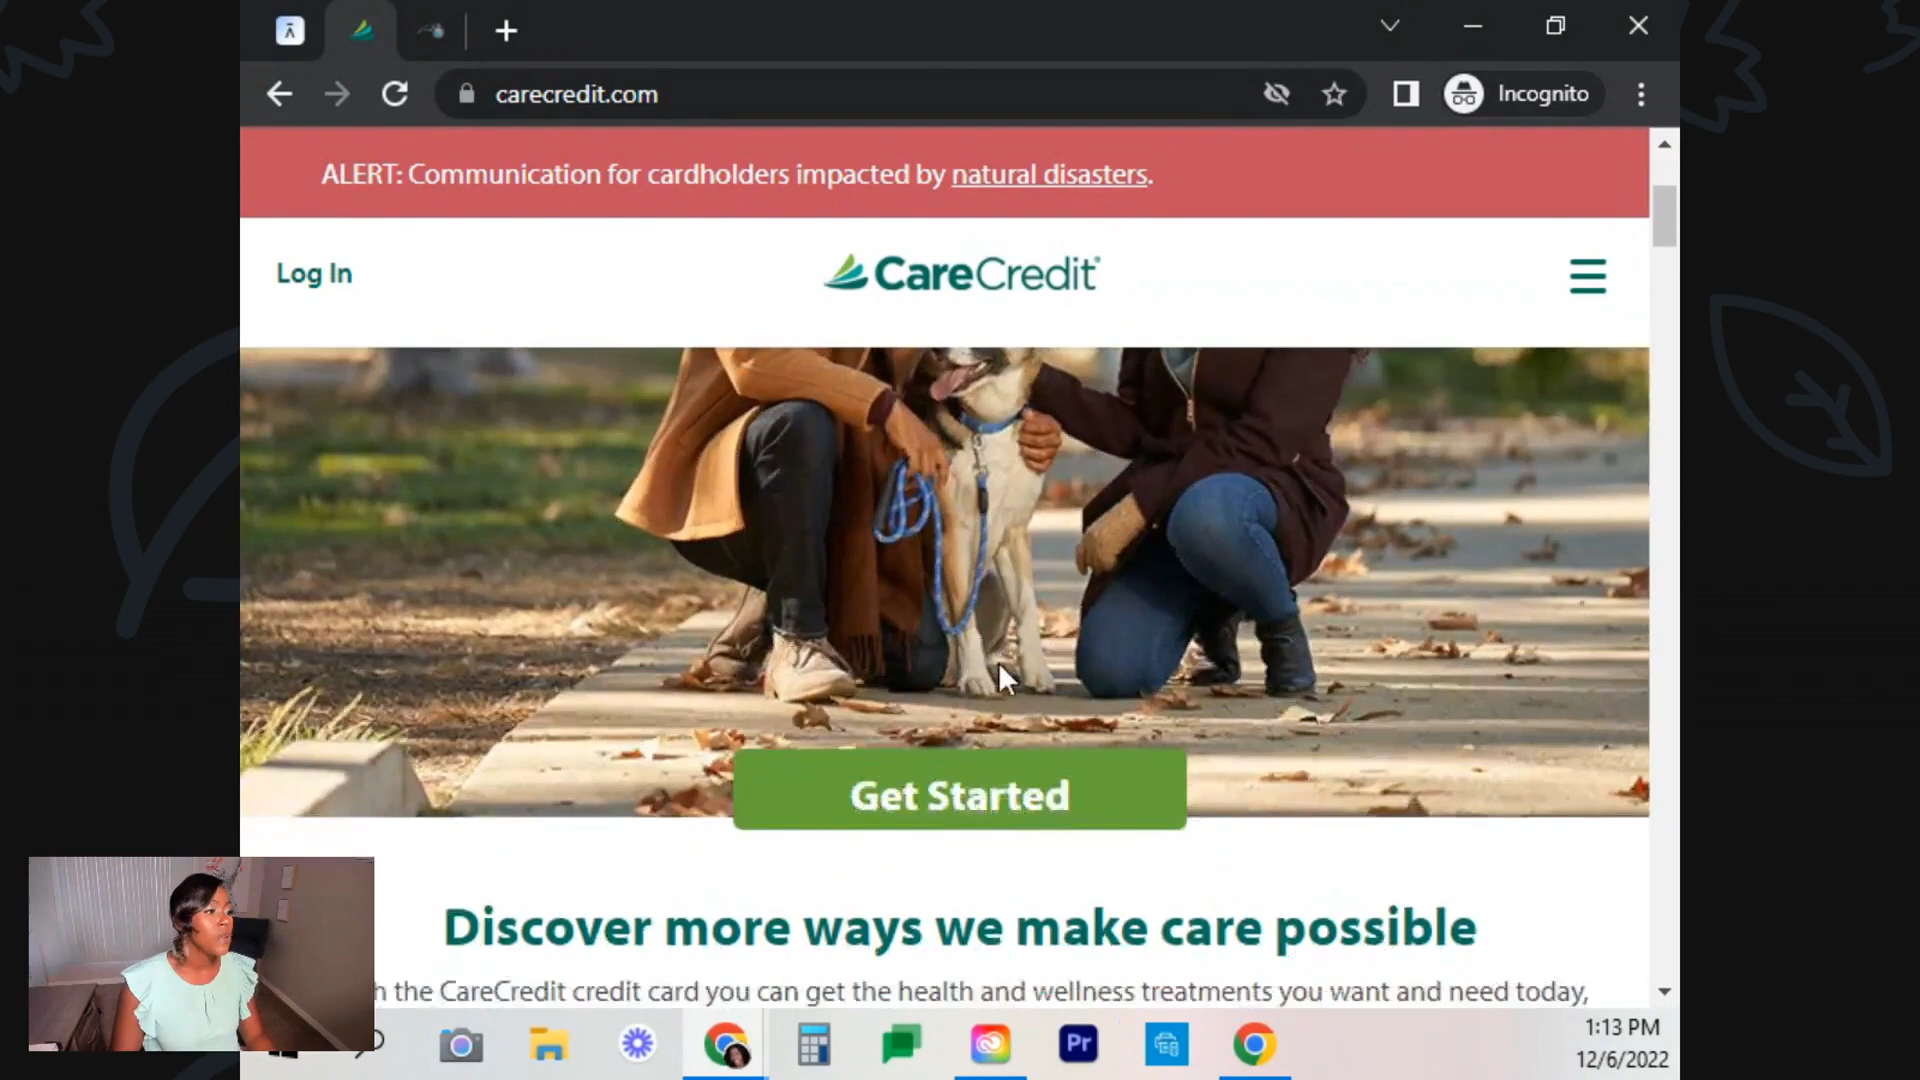 carecredit.com
Incognito
ALERT: Communication for cardholders impacted by natural disasters.
Log In
CareCredit
Get Started
Discover more ways we make care possible
h the CareCredit credit card you can get the health and wellness treatments you want and need today,
Pr
1:13 PM
12/6/2022